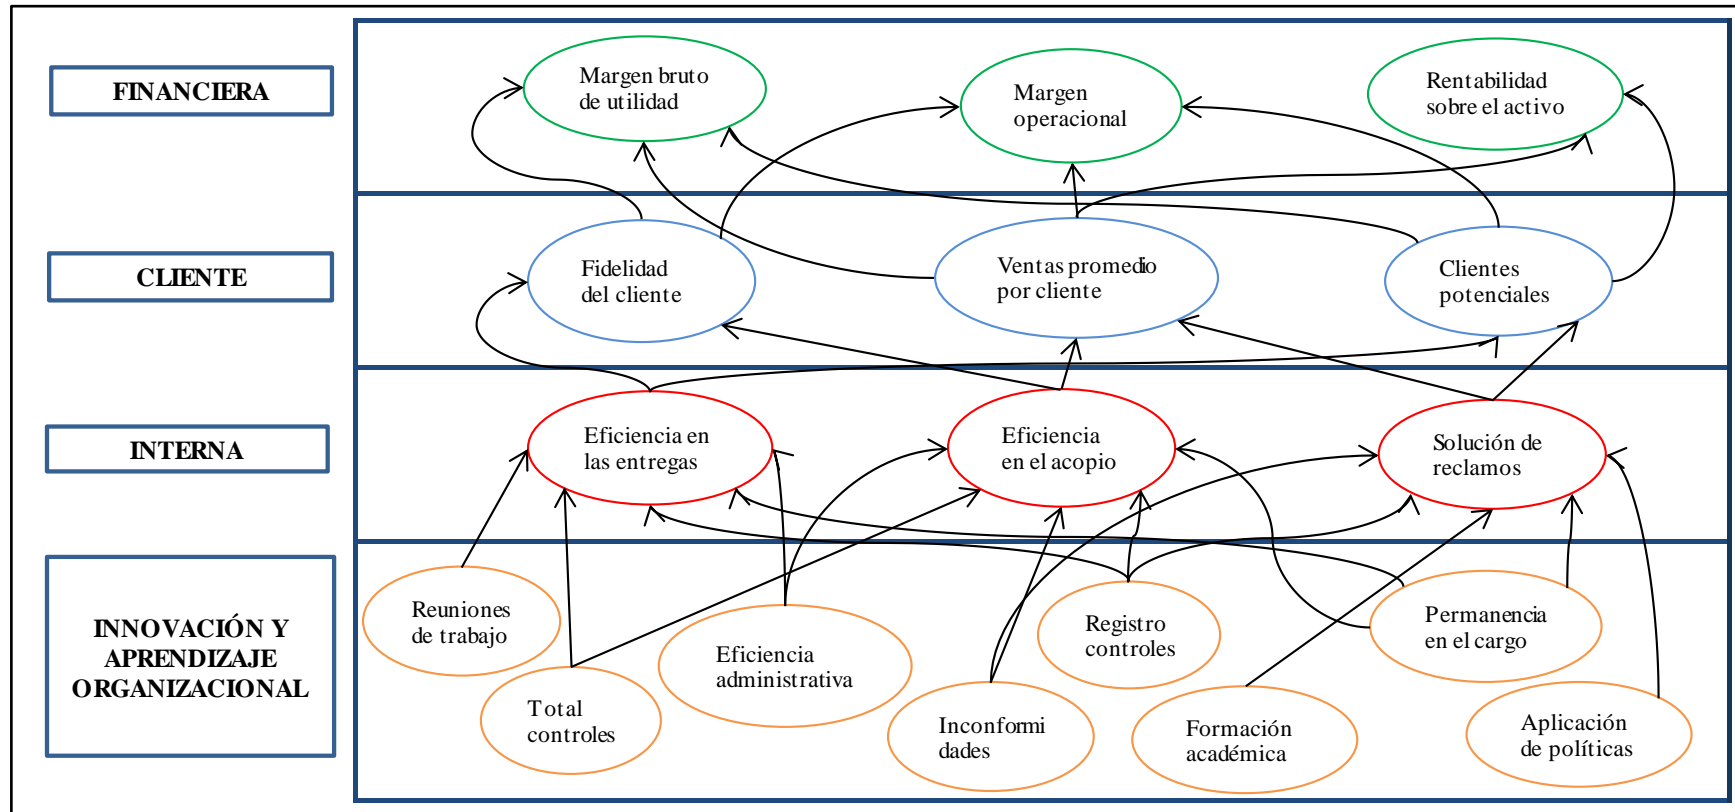 FINANCIERA
Margen bruto
de utilidad
Margen
operacional
Rentabilidad
sobre el activo
CLIENTE
Fidelidad
del cliente
Ventas promedio
por cliente
Clientes
potenciales
INTERNA
Eficiencia en
las entregas
Eficiencia
en el acopio
Solución de
reclamos
INNOVACIÓN Y
APRENDIZAJE
ORGANIZACIONAL
Reuniones
de trabajo
Total
controles
Eficiencia
administrativa
Inconformi
dades
Registro
controles
Formación
académica
Permanencia
en el cargo
Aplicación
de políticas